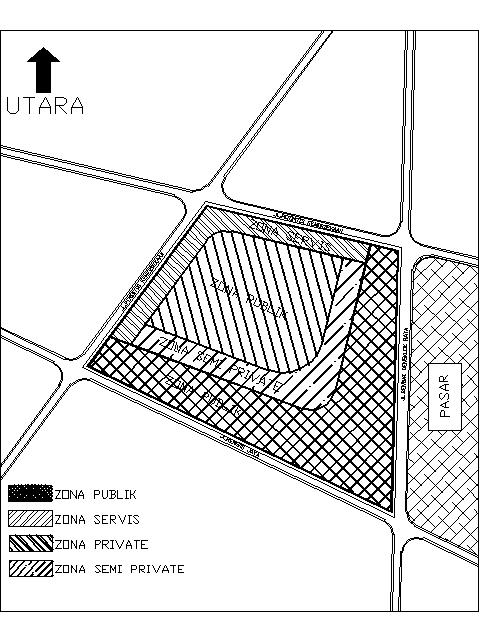 UTARA
ZONA SERVIS
ZONA PUBLIK
ZONA SEMI PRIVATE
ZONA PUBLIK
PASAR
ZONA PUBLIK
ZONA SERVIS
ZONA PRIVATE
ZONA SEMI PRIVATE